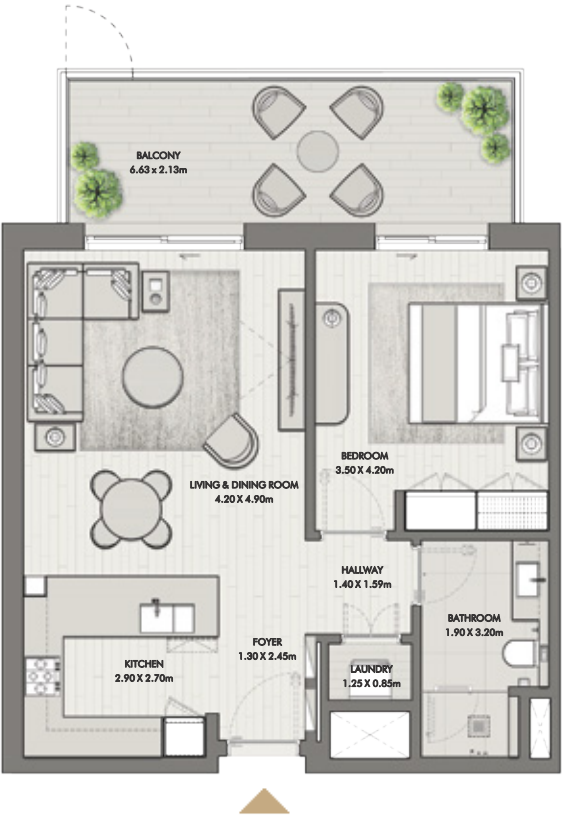 BALCONY
6.63 x 2.13m
BEDROOM
3.50 X 4.20m
LIVING & DINING ROOM
4.20 X 4.90m
HALLWAY
1.40 X 1.59m
BATHROOM
1.90 X 3.20m
FOYER
1.30 X 2.45m
KITCHEN
2.90 X 2.70m
LAUNDRY
1.25 X 0.85m